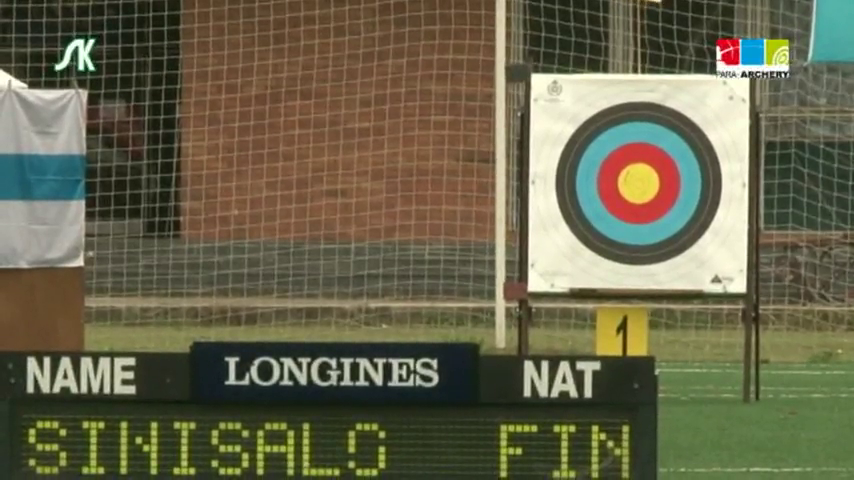 SK
PARA-ARCHERY
1
NAME LONGINES NAT
SINISALO FIN